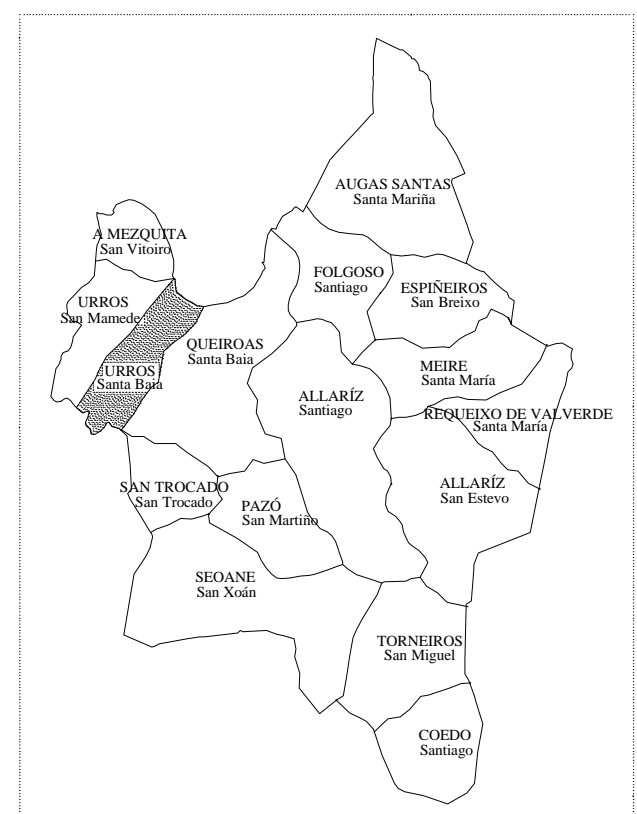 AUGAS SANTAS
Santa Mariña
A MEZQUITA
San Vitoiro
FOLGOSO
Santiago
ESPIÑEIROS
San Breixo
URROS
San Mamede
QUEIROAS
Santa Baia
MEIRE
Santa María
URROS
Santa Baia
ALLARÍZ
Santiago
REQUEIXO DE VALVERDE
Santa María
SAN TROCADO
San Trocado
ALLARÍZ
San Estevo
PAZÓ
San Martiño
SEOANE
San Xoán
TORNEIROS
San Miguel
COEDO
Santiago